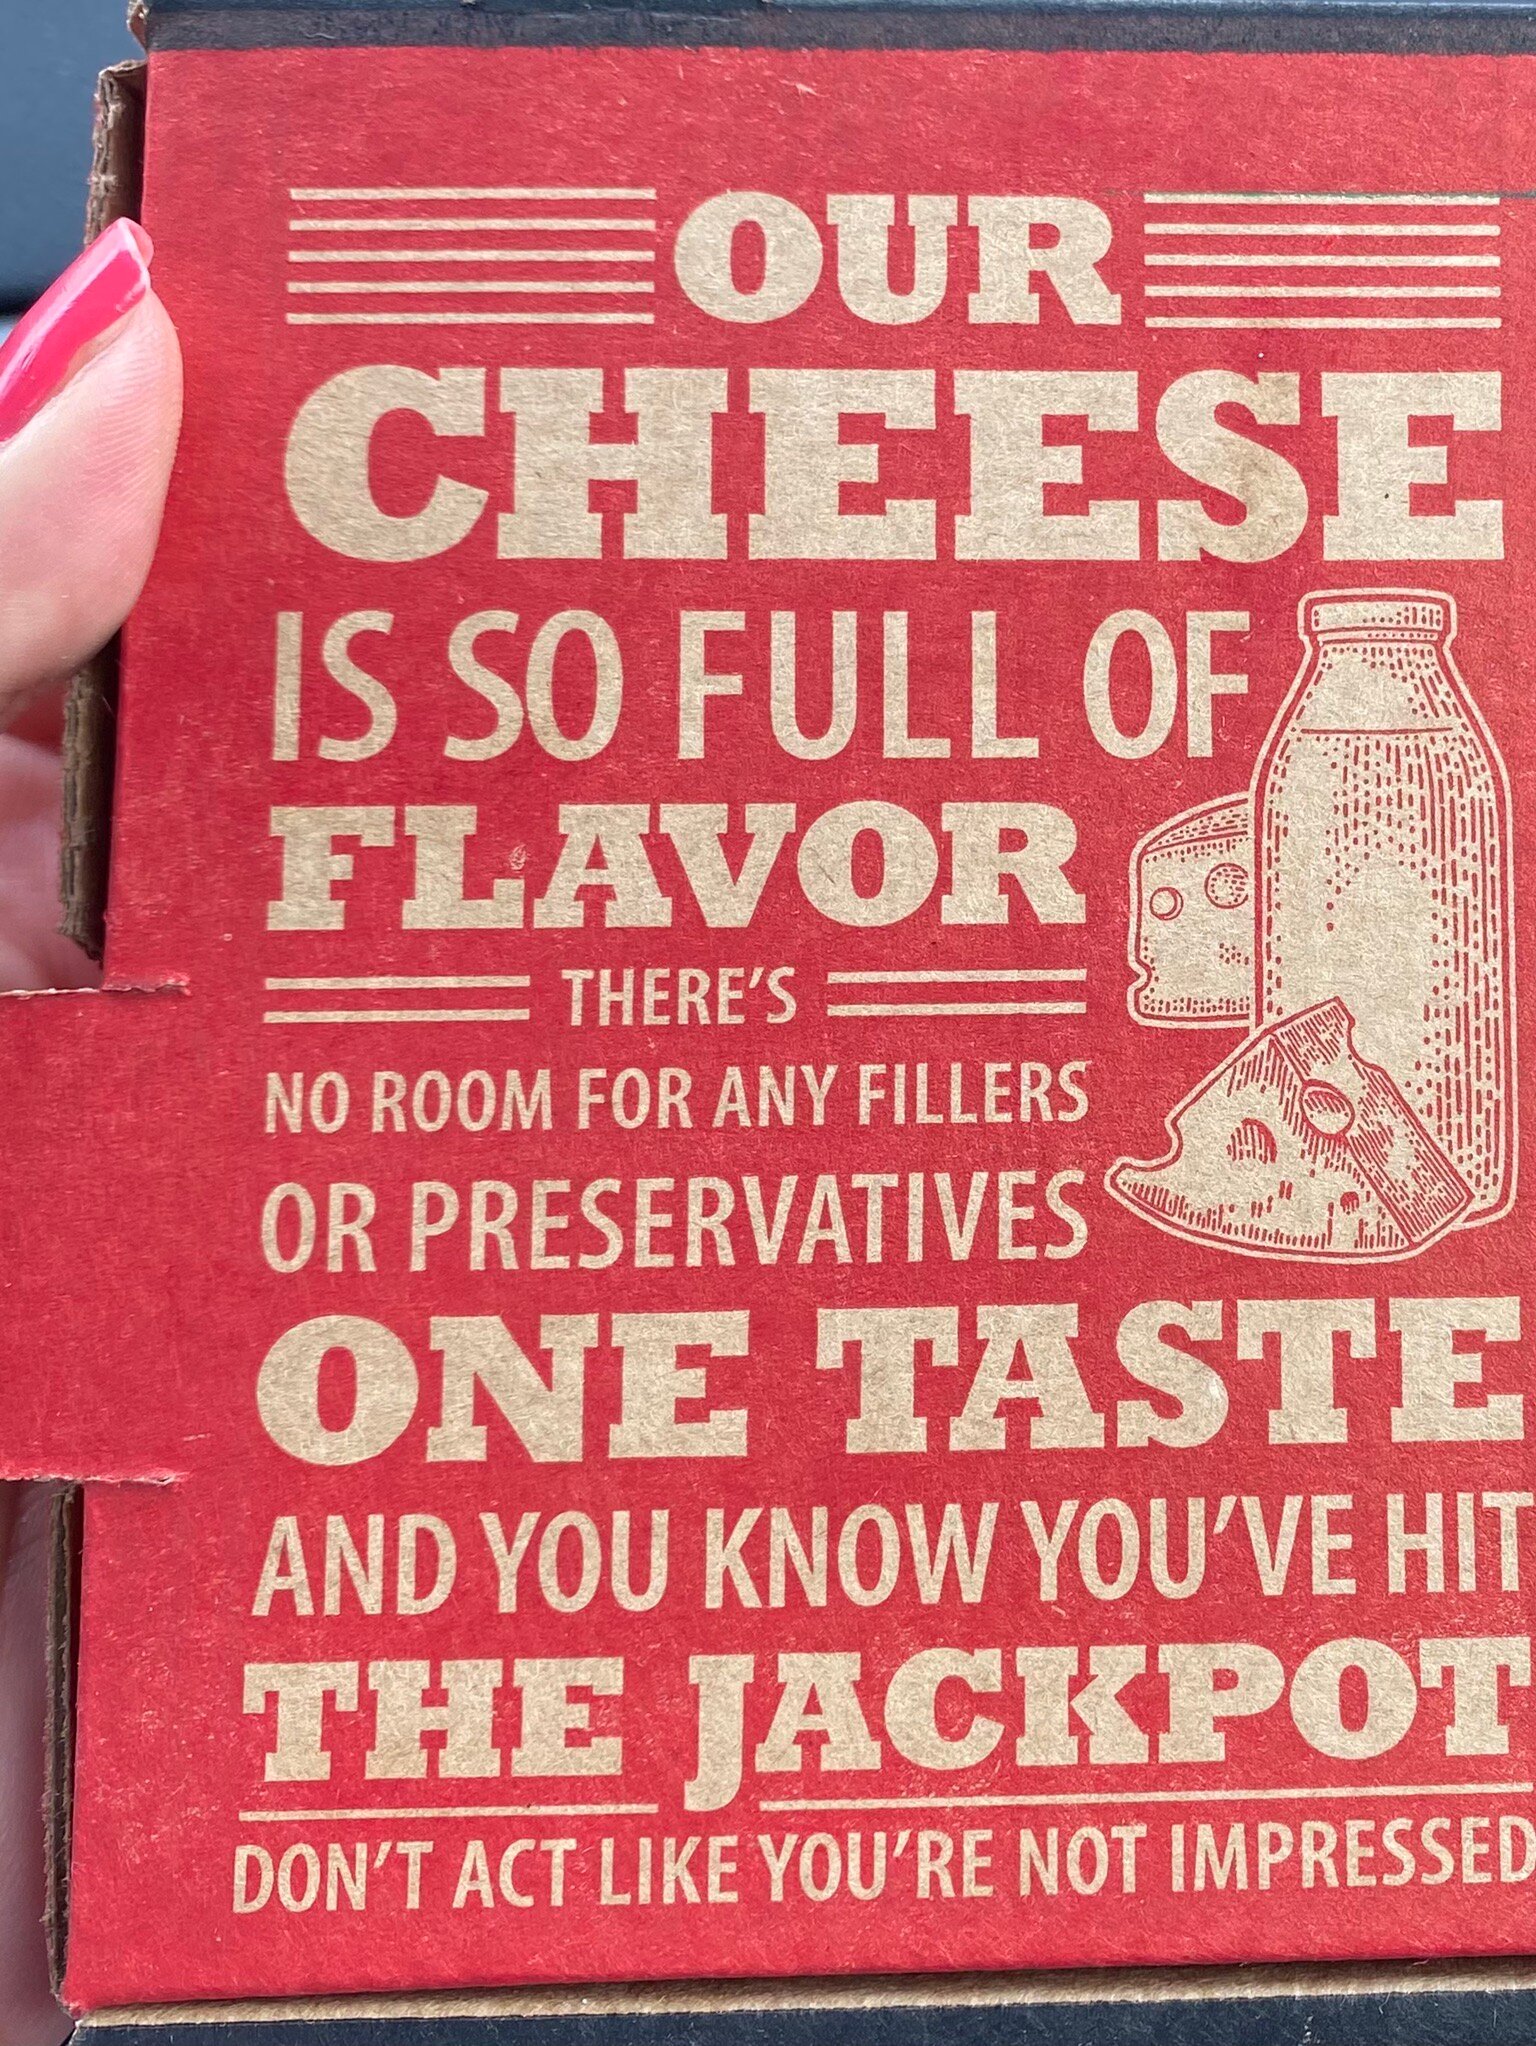 OUR
CHEESE
IS SO FULL OF
FLAVOR
THERE'S
NO ROOM FOR ANY FILLERS
OR PRESERVATIVES
ONE TASTE
AND YOU KNOW YOU'VE HIT
THE JACKPOT
DON'T ACT LIKE YOU'RE NOT IMPRESSED